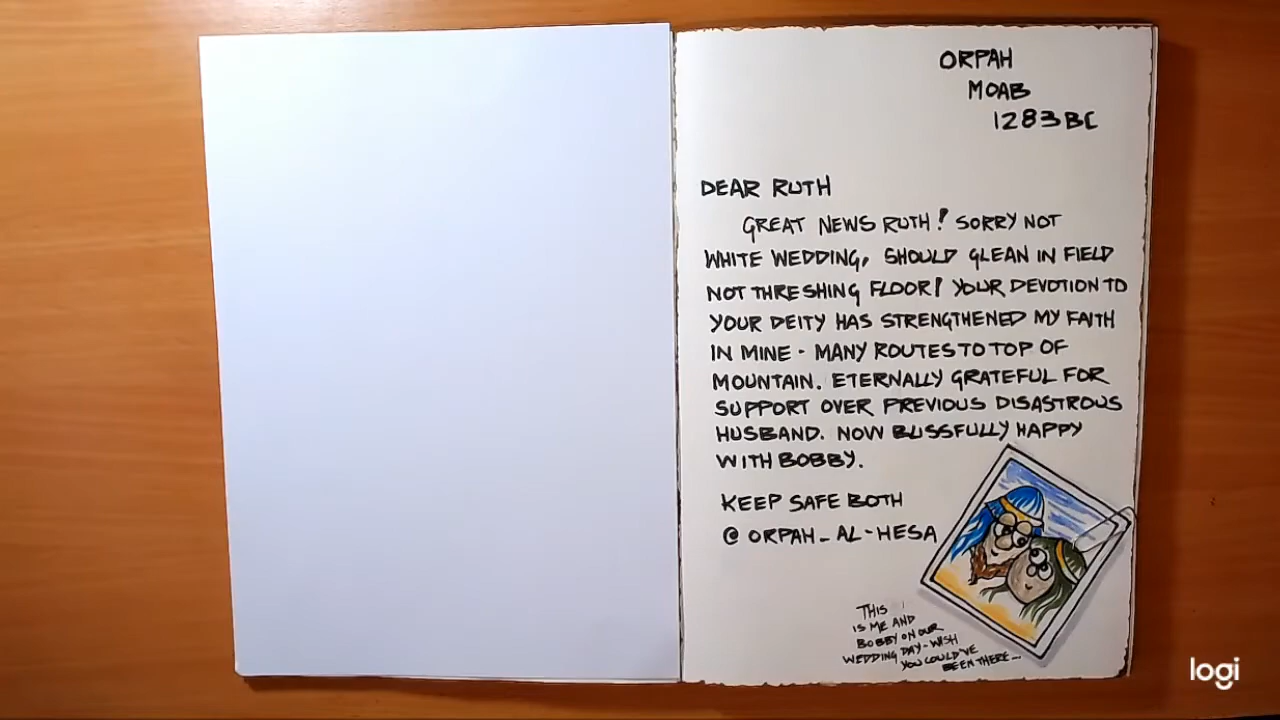 ORPAH
MOAB
1283 BC
DEAR RUTH
GREAT NEWS RUTH! SORRY NOT
WHITE WEDDING, SHOULD GLEAN IN FIELD
NOT THRESHING FLOOR! YOUR DEVOTION TO
YOUR DEITY HAS STRENGTHENED MY FAITH
IN MINE - MANY ROUTES TO TOP OF
MOUNTAIN. ETERNALLY GRATEFUL FOR
SUPPORT OVER PREVIOUS DISASTROUS
HUSBAND. NOW BLISSFULLY HAPPY
WITH BOBBY.
KEEP SAFE BOTH
@ ORPAH_AL-HESA
THIS
IS ME AND
BOBBY ON OUR
WEDDING DAY - WISH
YOU COULD'VE
BEEN THERE...
logi